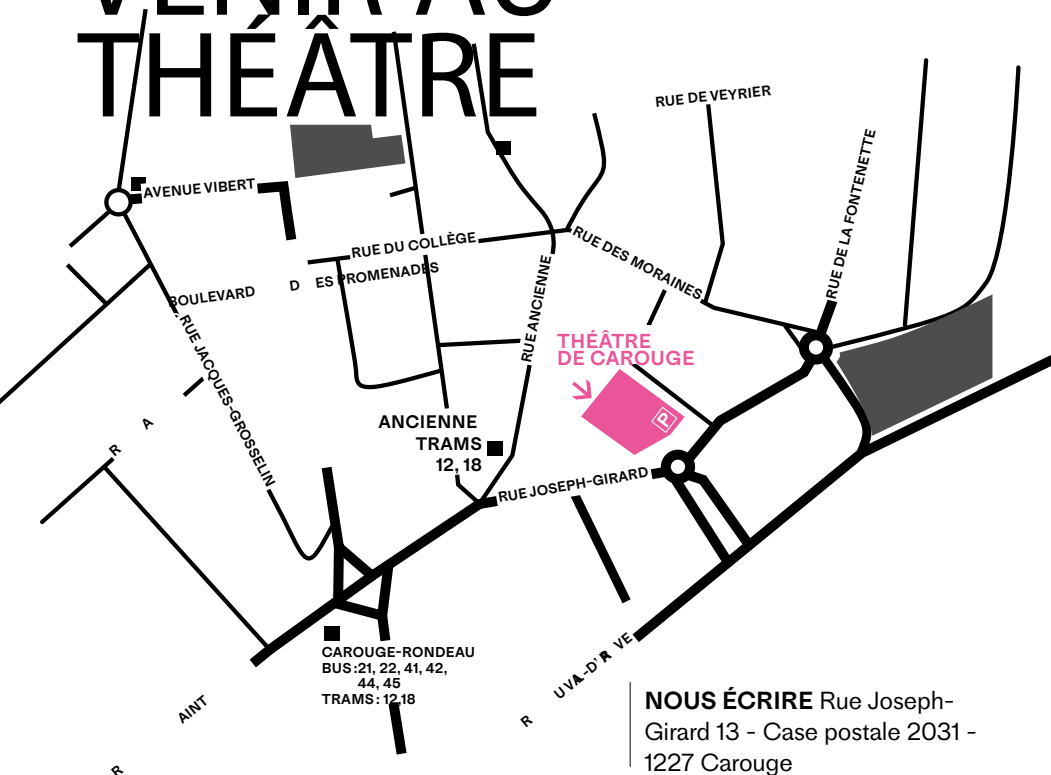 VENIR AU
THÉÂTRE
RUE DE VEYRIER
RUE DE LA FONTENETTE
AVENUE VIBERT
RUE DU COLLÈGE
RUE DES MORAINES
BOULEVARD D ES PROMENADES
RUE ANCIENNE
RUE JACQUES-GROSSELIN
THÉÂTRE
DE CAROUGE
P
ANCIENNE
TRAMS
12, 18
R A
RUE JOSEPH-GIRARD
CAROUGE-RONDEAU
BUS : 21, 22, 41, 42,
44, 45
TRAMS : 12,18
AINT
R
R
NOUS ÉCRIRE Rue Joseph-
Girard 13 - Case postale 2031 -
1227 Carouge